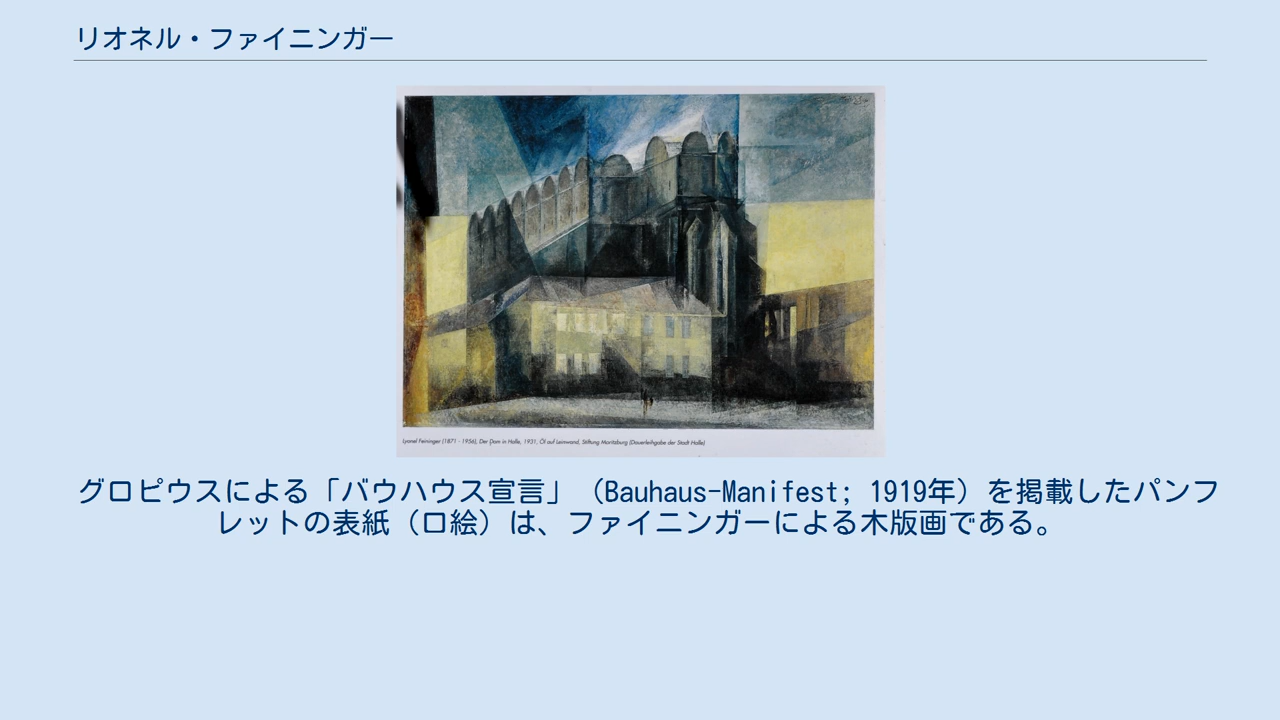 リオネル・ファイニンガー
Lyonel Feininger (1871 - 1956), Der Dom in Halle, 1931, Öl auf Leinwand, Stiftung Moritzburg (Dauerleihgabe der Stadt Halle)
グロピウスによる「バウハウス宣言」（Bauhaus-Manifest; 1919年）を掲載したパンフ
レットの表紙（口絵）は、ファイニンガーによる木版画である。